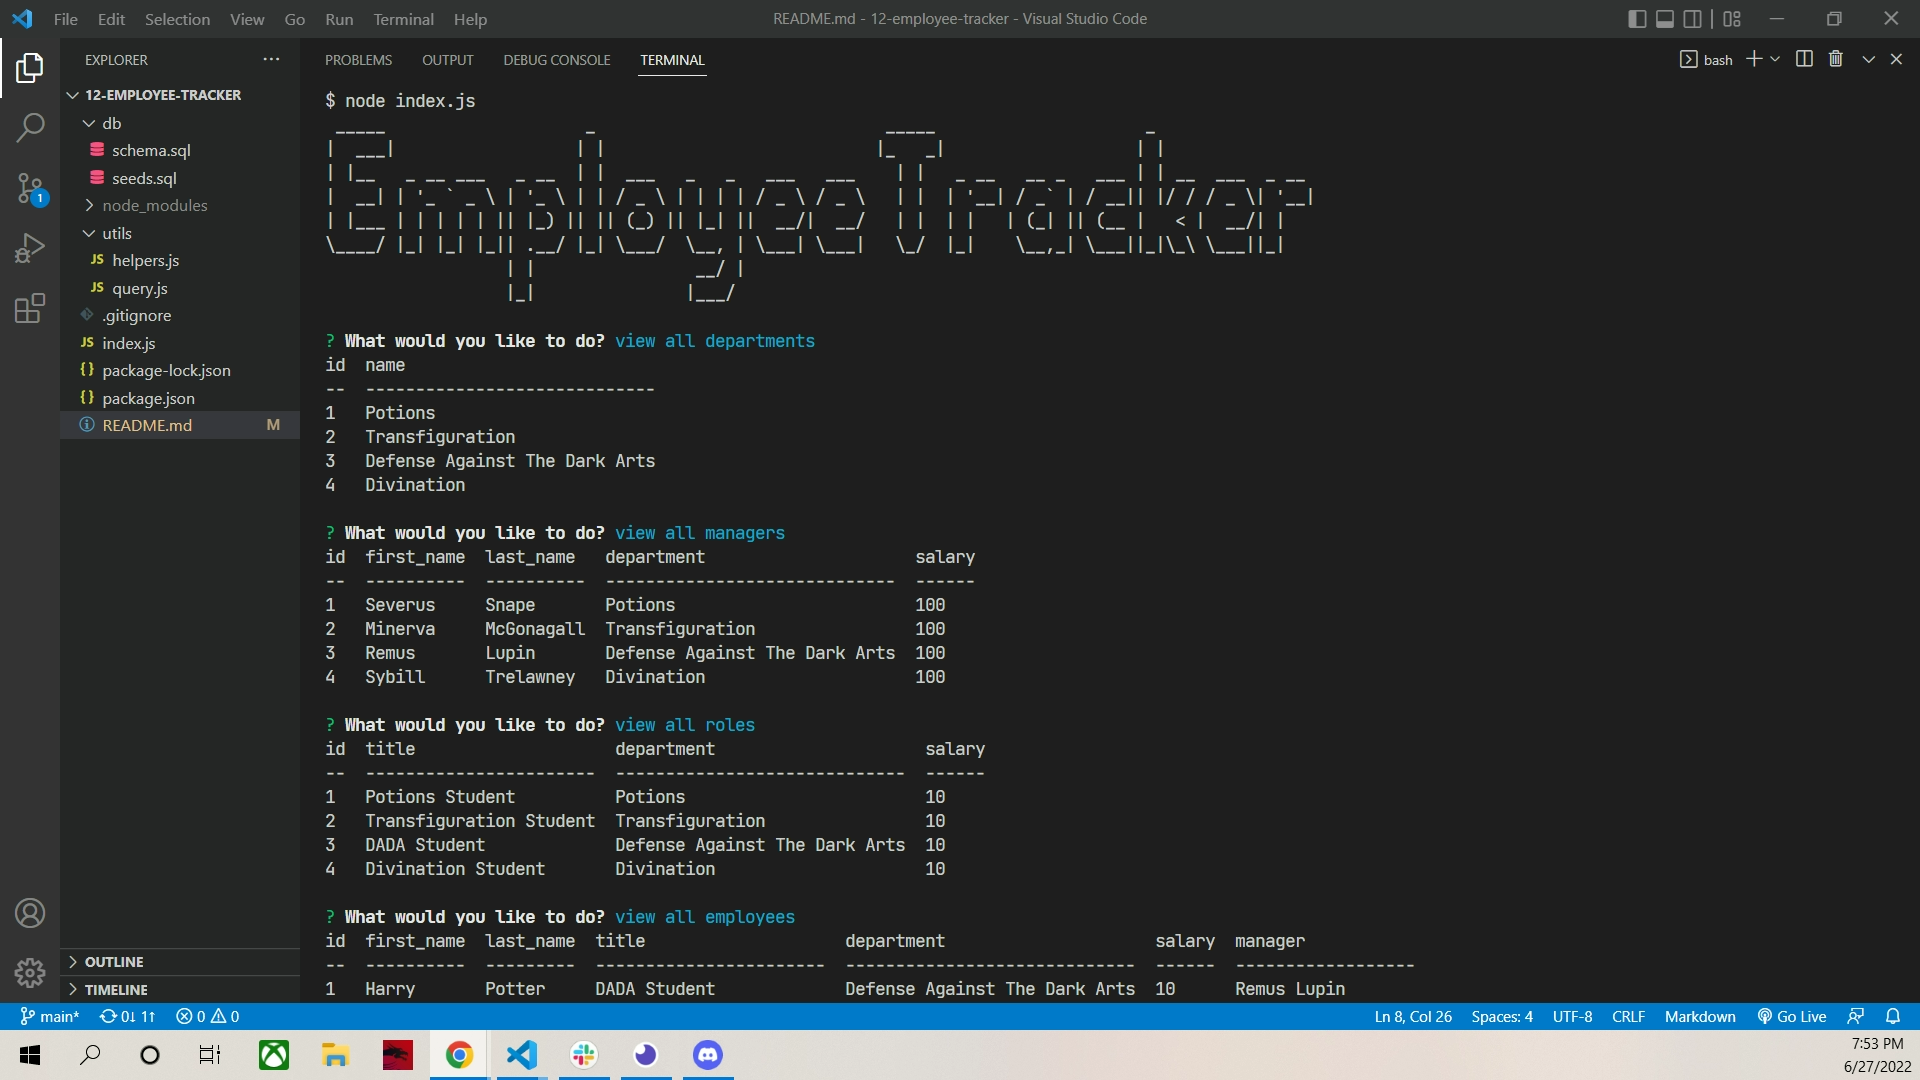 File Edit Selection View Go Run Terminal Help README.md - 12-employee-tracker - Visual Studio Code
EXPLORER
12-EMPLOYEE-TRACKER
db
schema.sql
seeds.sql
1
node_modules
utils
JS helpers.js
JS query.js
.gitignore
JS index.js
{} package-lock.json
{} package.json
README.md M
OUTLINE
TIMELINE
PROBLEMS OUTPUT DEBUG CONSOLE TERMINAL bash
$ node index.js
Employee Tracker
? What would you like to do? view all departments
id name
-- -----------------------------
1 Potions
2 Transfiguration
3 Defense Against The Dark Arts
4 Divination
? What would you like to do? view all managers
id first_name last_name department salary
-- ---------- ---------- ----------------------------- ------
1 Severus Snape Potions 100
2 Minerva McGonagall Transfiguration 100
3 Remus Lupin Defense Against The Dark Arts 100
4 Sybill Trelawney Divination 100
? What would you like to do? view all roles
id title department salary
-- ----------------------- ----------------------------- ------
1 Potions Student Potions 10
2 Transfiguration Student Transfiguration 10
3 DADA Student Defense Against The Dark Arts 10
4 Divination Student Divination 10
? What would you like to do? view all employees
id first_name last_name title department salary manager
-- ---------- --------- ----------------------- ----------------------------- ------ ------------------
1 Harry Potter DADA Student Defense Against The Dark Arts 10 Remus Lupin
main* 0↓ 1↑ 0 0 Ln 8, Col 26 Spaces: 4 UTF-8 CRLF Markdown Go Live
7:53 PM
6/27/2022